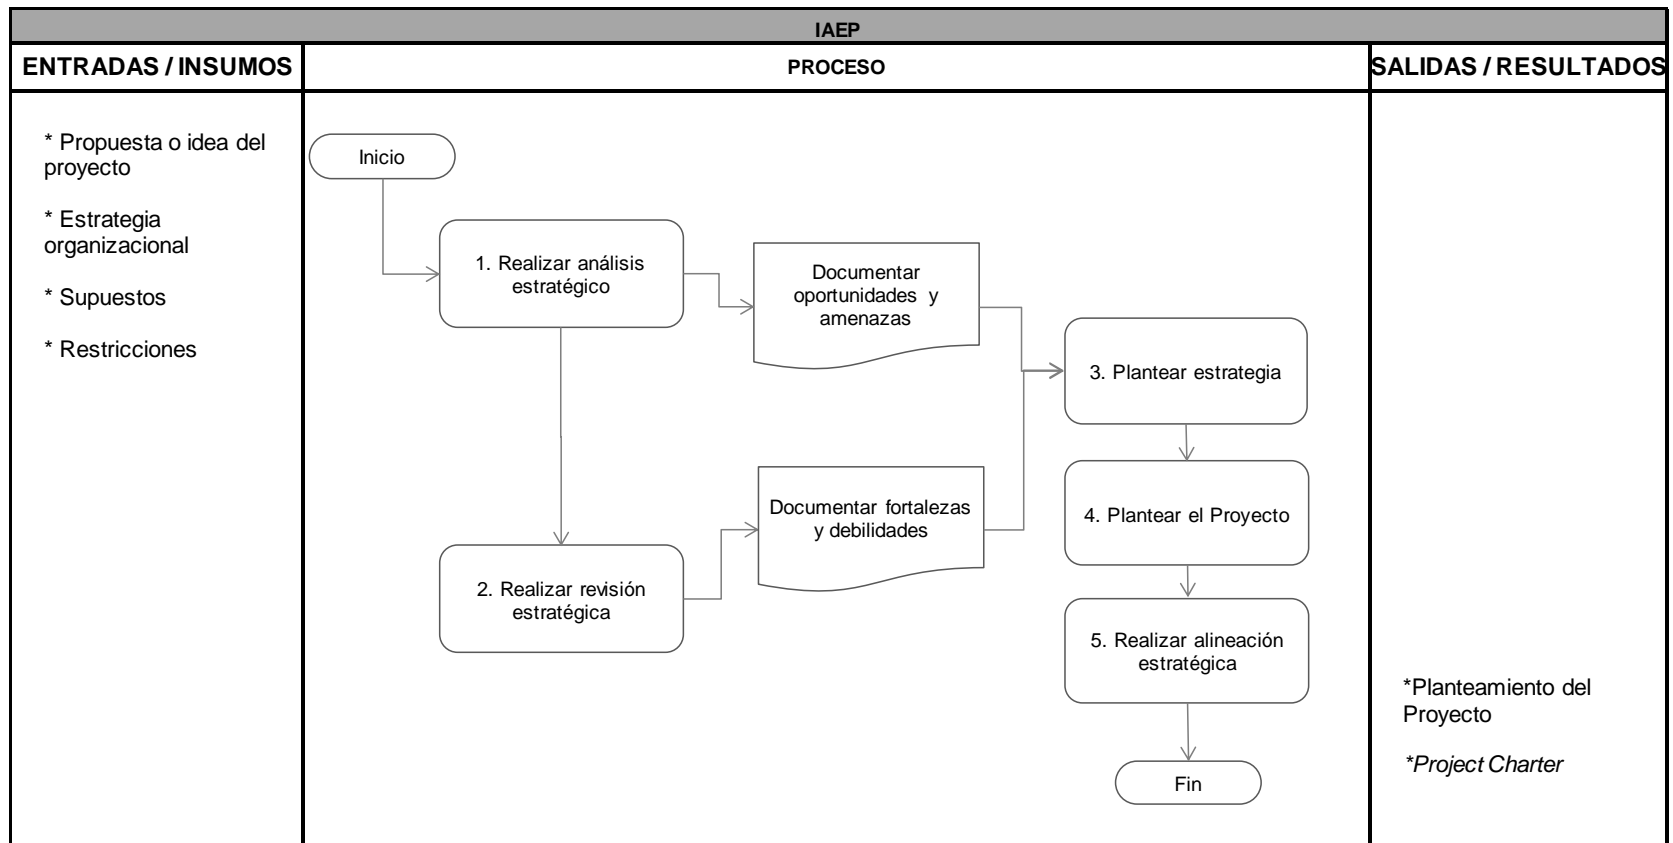 IAEP
ENTRADAS / INSUMOS
PROCESO
SALIDAS / RESULTADOS
* Propuesta o idea del
proyecto
* Estrategia
organizacional
* Supuestos
* Restricciones
Inicio
1. Realizar análisis
estratégico
Documentar
oportunidades y
amenazas
2. Realizar revisión
estratégica
Documentar fortalezas
y debilidades
3. Plantear estrategia
4. Plantear el Proyecto
5. Realizar alineación
estratégica
Fin
*Planteamiento del
Proyecto
*Project Charter